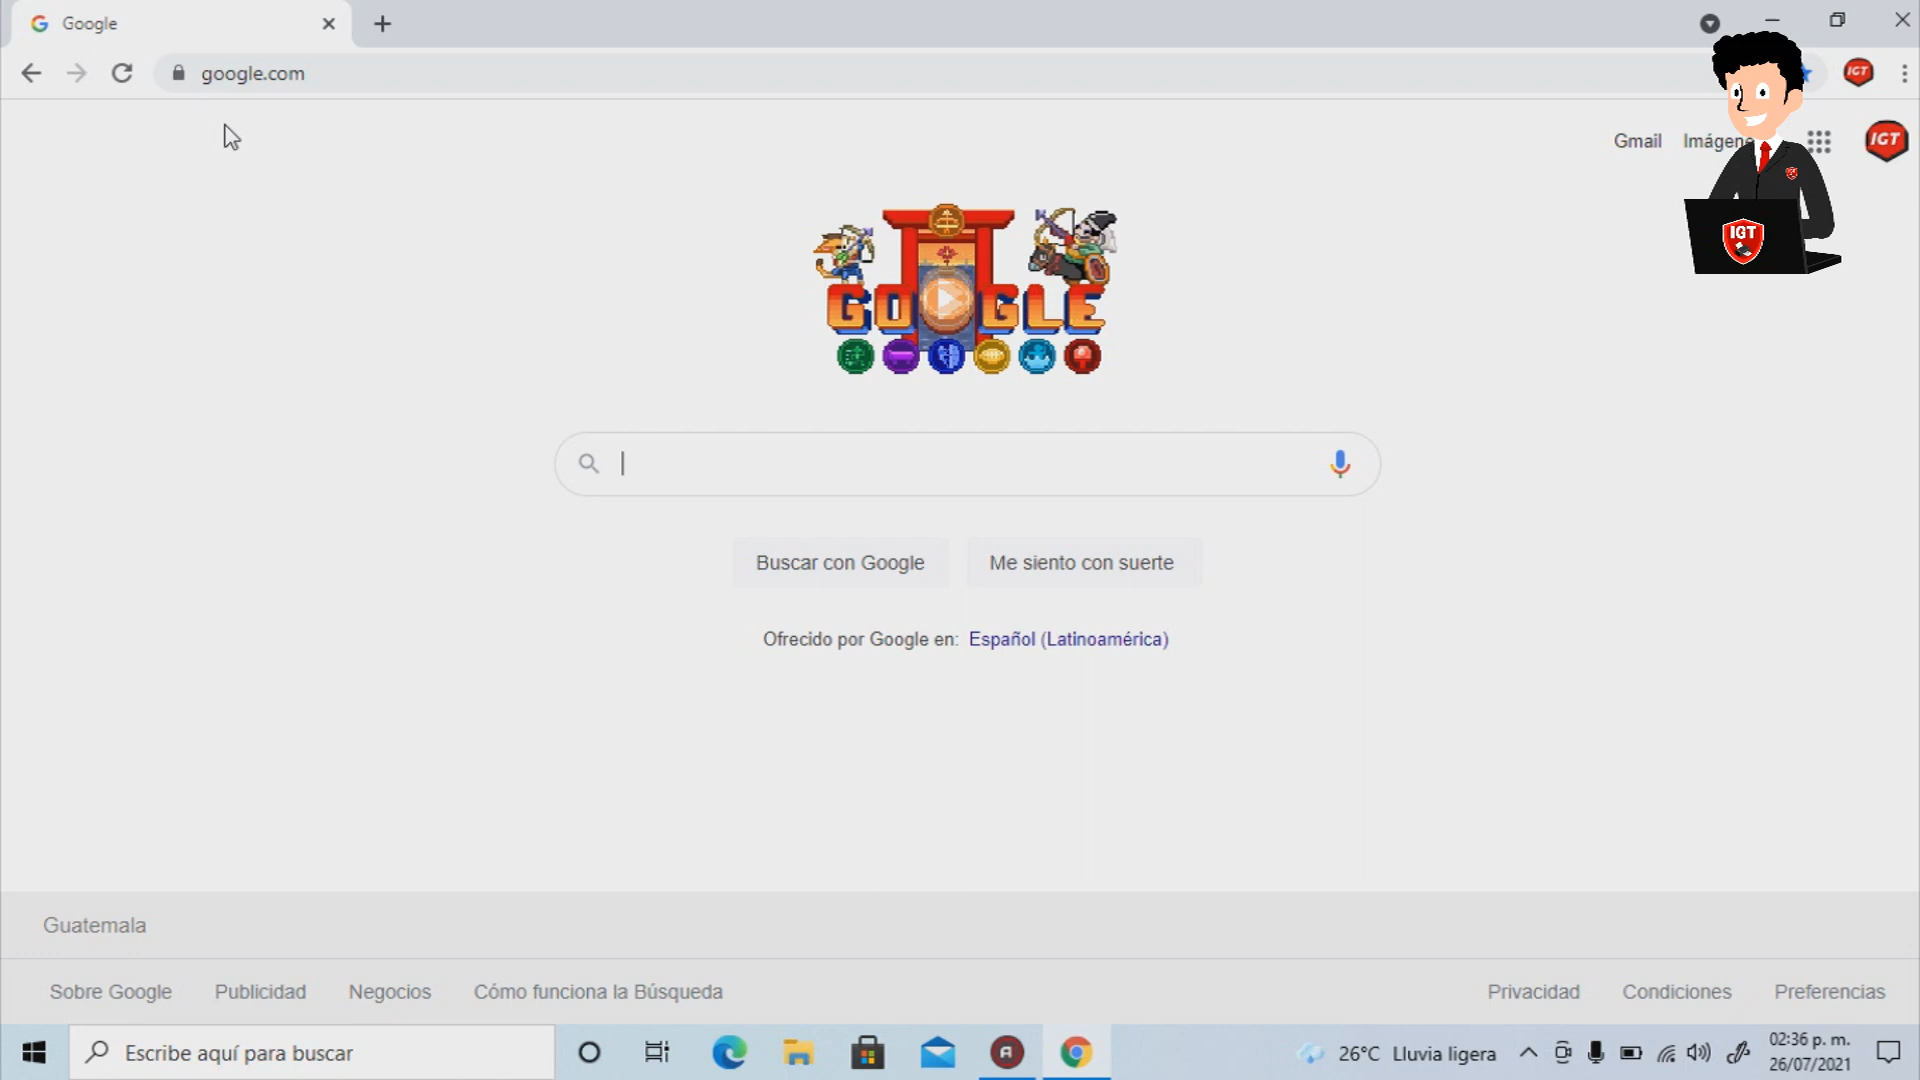 Google
google.com
IGT
Gmail
Imágene
IGT
IGT
GOOGLE
Buscar con Google
Me siento con suerte
Ofrecido por Google en: Español (Latinoamérica)
Guatemala
Sobre Google
Publicidad
Negocios
Cómo funciona la Búsqueda
Privacidad
Condiciones
Preferencias
Escribe aquí para buscar
26°C Lluvia ligera
02:36 p. m.
26/07/2021